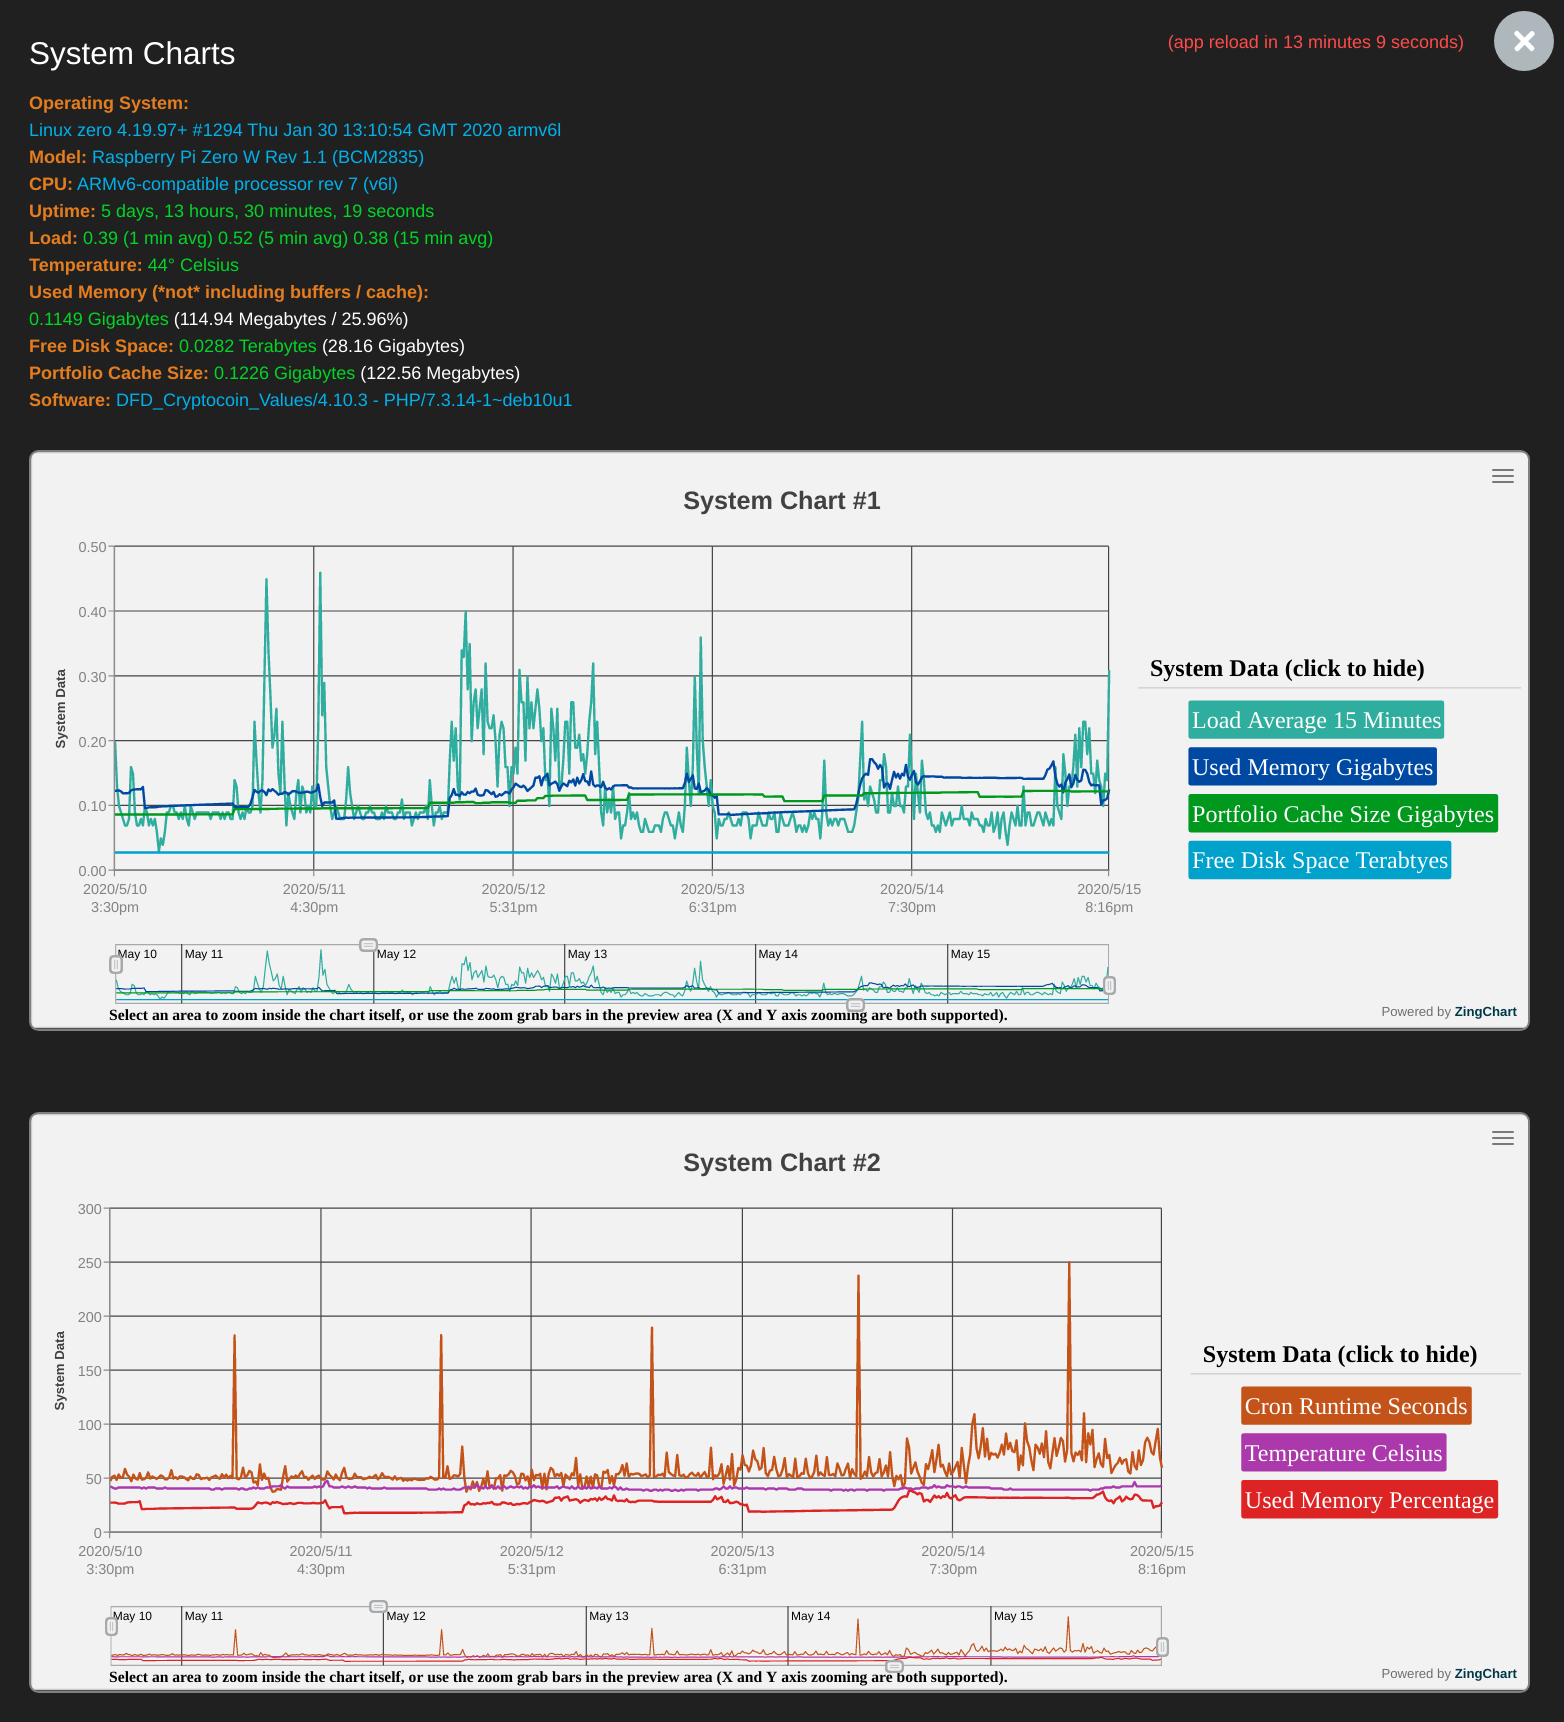 System Charts
(app reload in 13 minutes 9 seconds)
Operating System:
Linux zero 4.19.97+ #1294 Thu Jan 30 13:10:54 GMT 2020 armv6l
Model: Raspberry Pi Zero W Rev 1.1 (BCM2835)
CPU: ARMv6-compatible processor rev 7 (v6l)
Uptime: 5 days, 13 hours, 30 minutes, 19 seconds
Load: 0.39 (1 min avg) 0.52 (5 min avg) 0.38 (15 min avg)
Temperature: 44° Celsius
Used Memory (*not* including buffers / cache):
0.1149 Gigabytes (114.94 Megabytes / 25.96%)
Free Disk Space: 0.0282 Terabytes (28.16 Gigabytes)
Portfolio Cache Size: 0.1226 Gigabytes (122.56 Megabytes)
Software: DFD_Cryptocoin_Values/4.10.3 - PHP/7.3.14-1~deb10u1
System Chart #1
System Data
0.50
0.40
0.30
0.20
0.10
0.00
2020/5/10 2020/5/11 2020/5/12 2020/5/13 2020/5/14 2020/5/15
3:30pm 4:30pm 5:31pm 6:31pm 7:30pm 8:16pm
System Data (click to hide)
Load Average 15 Minutes
Used Memory Gigabytes
Portfolio Cache Size Gigabytes
Free Disk Space Terabtyes
May 10 May 11 May 12 May 13 May 14 May 15
Select an area to zoom inside the chart itself, or use the zoom grab bars in the preview area (X and Y axis zooming are both supported).
Powered by ZingChart
System Chart #2
System Data
300
250
200
150
100
50
0
2020/5/10 2020/5/11 2020/5/12 2020/5/13 2020/5/14 2020/5/15
3:30pm 4:30pm 5:31pm 6:31pm 7:30pm 8:16pm
System Data (click to hide)
Cron Runtime Seconds
Temperature Celsius
Used Memory Percentage
May 10 May 11 May 12 May 13 May 14 May 15
Select an area to zoom inside the chart itself, or use the zoom grab bars in the preview area (X and Y axis zooming are both supported).
Powered by ZingChart